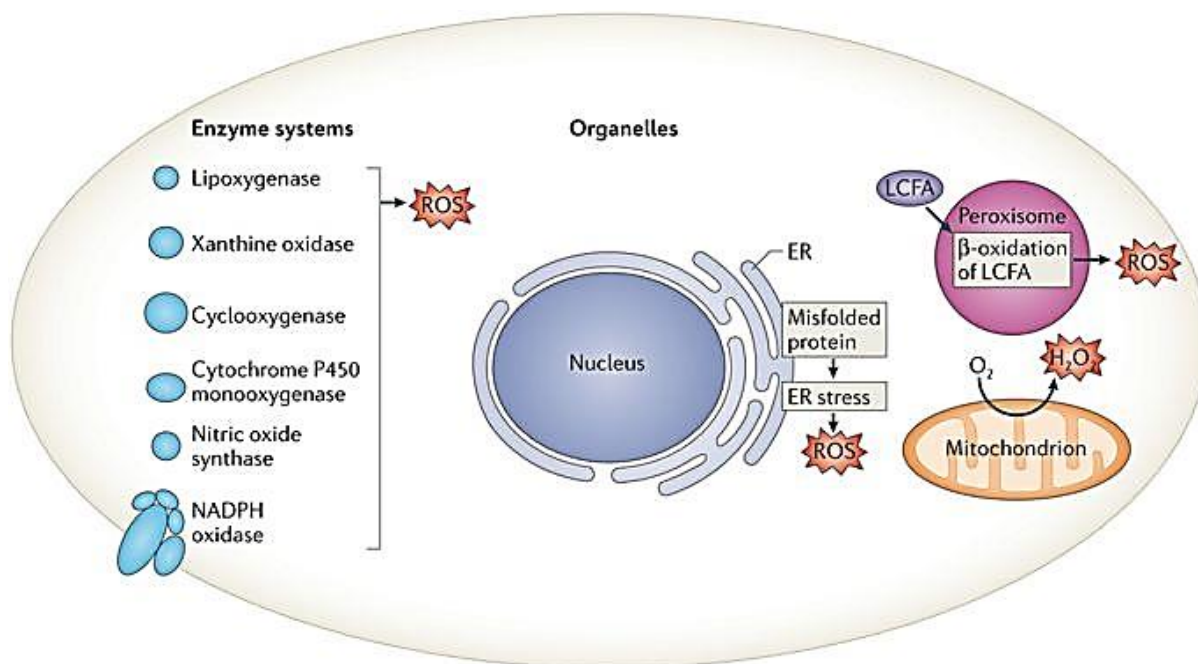 Enzyme systems
Lipoxygenase
Xanthine oxidase
Cyclooxygenase
Cytochrome P450
monooxygenase
Nitric oxide
synthase
NADPH
oxidase
ROS
Organelles
Nucleus
ER
Misfolded
protein
ER stress
ROS
LCFA
Peroxisome
β-oxidation
of LCFA
ROS
O₂
H₂O₂
Mitochondrion